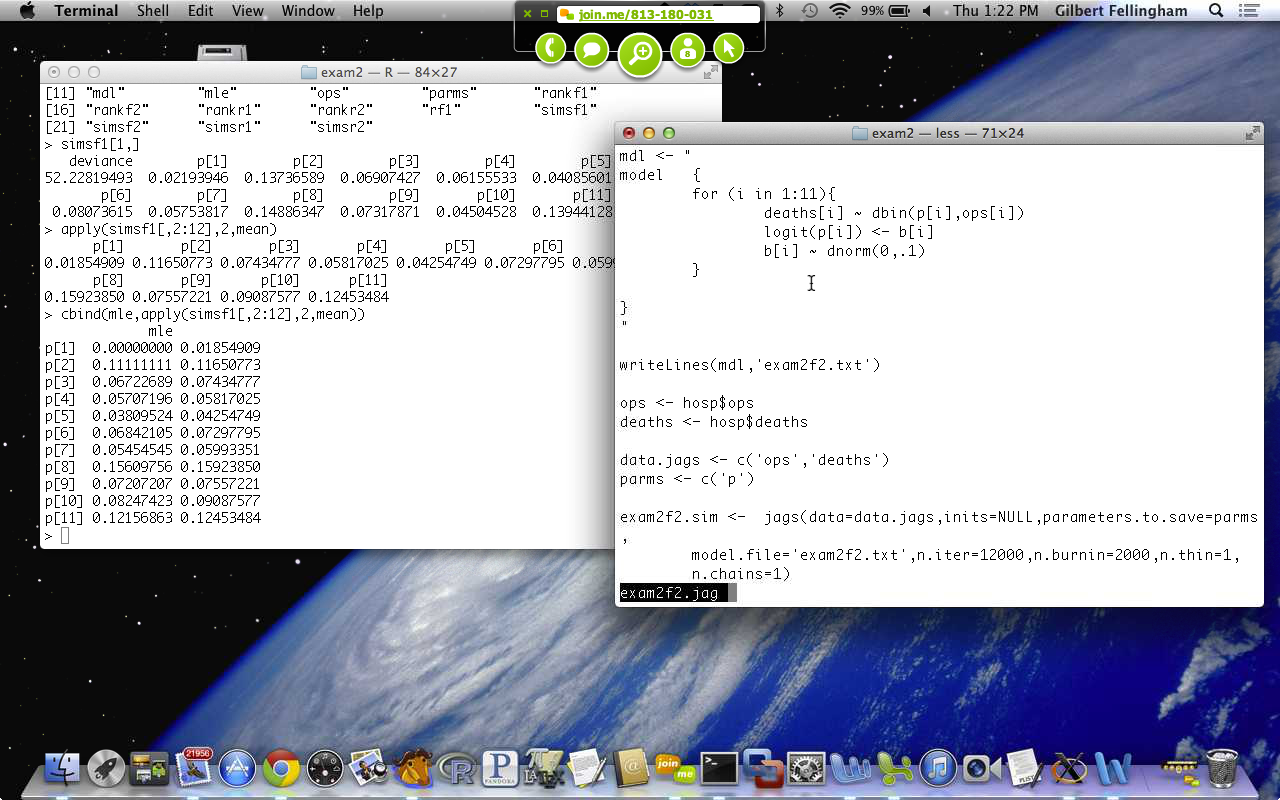 Terminal Shell Edit View Window Help
join.me/813-180-031
99% Thu 1:22 PM Gilbert Fellingham
exam2 — R — 84×27
[11] "mdl" "mle" "ops" "parms" "rankf1"
[16] "rankf2" "rankr1" "rankr2" "rf1" "simsf1"
[21] "simsf2" "simsr1" "simsr2"
> simsf1[1,]
deviance p[1] p[2] p[3] p[4] p[5]
52.22819493 0.02193946 0.13736589 0.06907427 0.06155533 0.04085601
p[6] p[7] p[8] p[9] p[10] p[11]
0.08073615 0.05753817 0.14886347 0.07317871 0.04504528 0.13944128
> apply(simsf1[,2:12],2,mean)
p[1] p[2] p[3] p[4] p[5] p[6]
0.01854909 0.11650773 0.07434777 0.05817025 0.04254749 0.07297795 0.0599
p[8] p[9] p[10] p[11]
0.15923850 0.07557221 0.09087577 0.12453484
> cbind(mle,apply(simsf1[,2:12],2,mean))
mle
p[1] 0.00000000 0.01854909
p[2] 0.11111111 0.11650773
p[3] 0.06722689 0.07434777
p[4] 0.05707196 0.05817025
p[5] 0.03809524 0.04254749
p[6] 0.06842105 0.07297795
p[7] 0.05454545 0.05993351
p[8] 0.15609756 0.15923850
p[9] 0.07207207 0.07557221
p[10] 0.08247423 0.09087577
p[11] 0.12156863 0.12453484
>
exam2 — less — 71×24
mdl <- "
model {
for (i in 1:11){
deaths[i] ~ dbin(p[i],ops[i])
logit(p[i]) <- b[i]
b[i] ~ dnorm(0,.1)
}
}
"
writeLines(mdl,'exam2f2.txt')
ops <- hosp$ops
deaths <- hosp$deaths
data.jags <- c('ops','deaths')
parms <- c('p')
exam2f2.sim <- jags(data=data.jags,inits=NULL,parameters.to.save=parms
,
model.file='exam2f2.txt',n.iter=12000,n.burnin=2000,n.thin=1,
n.chains=1)
exam2f2.jag
21956
PANDORA
join me
PLIST